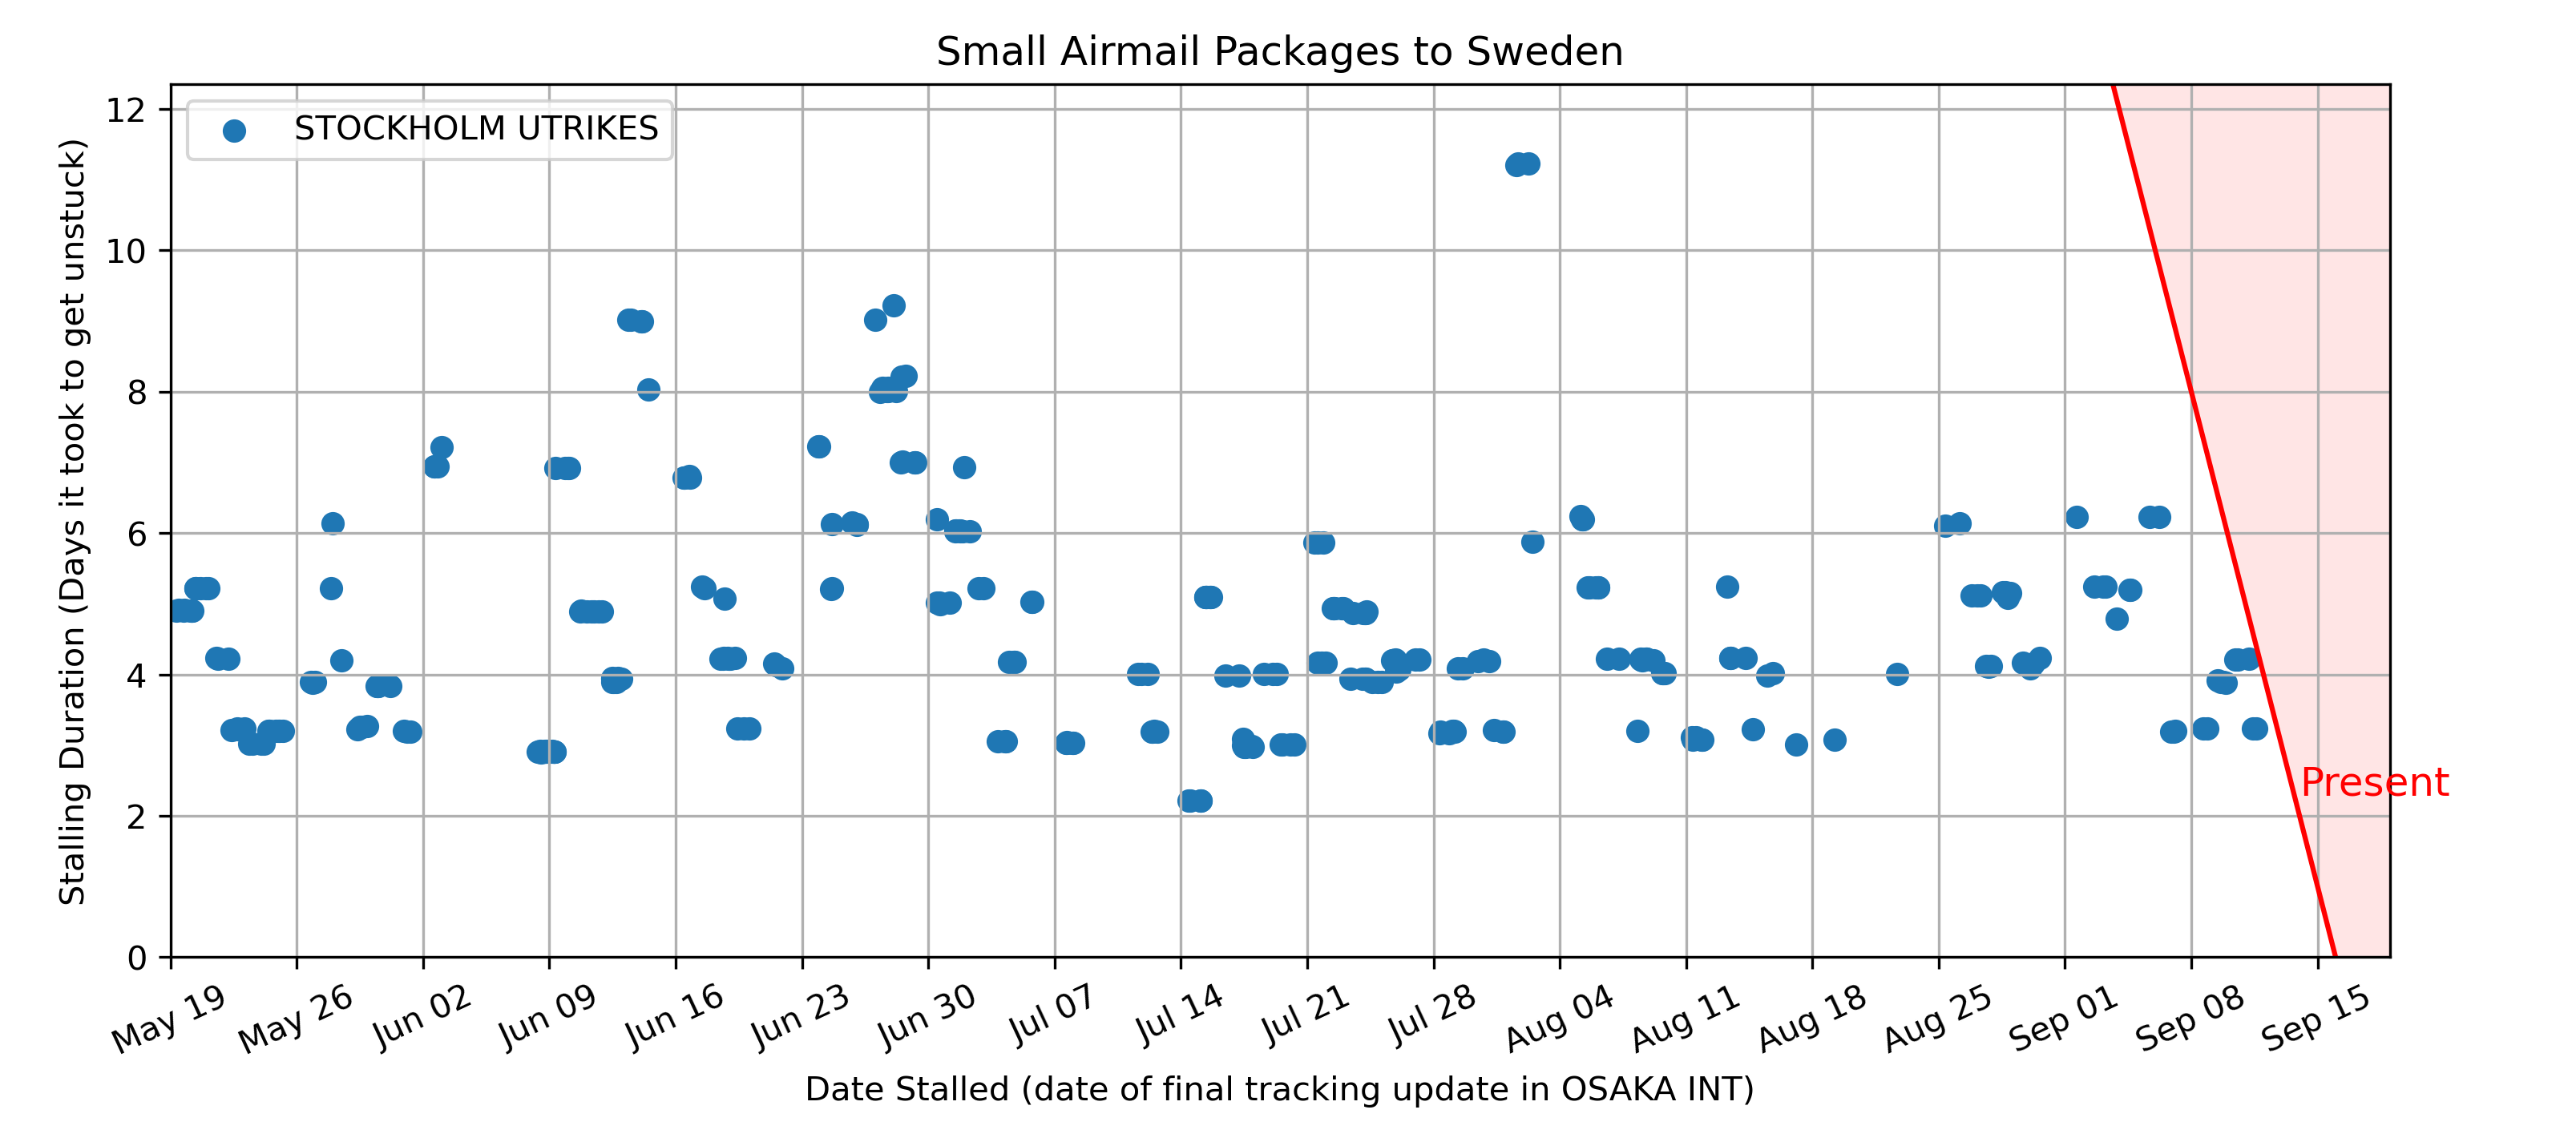 Small Airmail Packages to Sweden
STOCKHOLM UTRIKES
Stalling Duration (Days it took to get unstuck)
12
10
8
6
4
2
0
Present
May 19
May 26
Jun 02
Jun 09
Jun 16
Jun 23
Jun 30
Jul 07
Jul 14
Jul 21
Jul 28
Aug 04
Aug 11
Aug 18
Aug 25
Sep 01
Sep 08
Sep 15
Date Stalled (date of final tracking update in OSAKA INT)